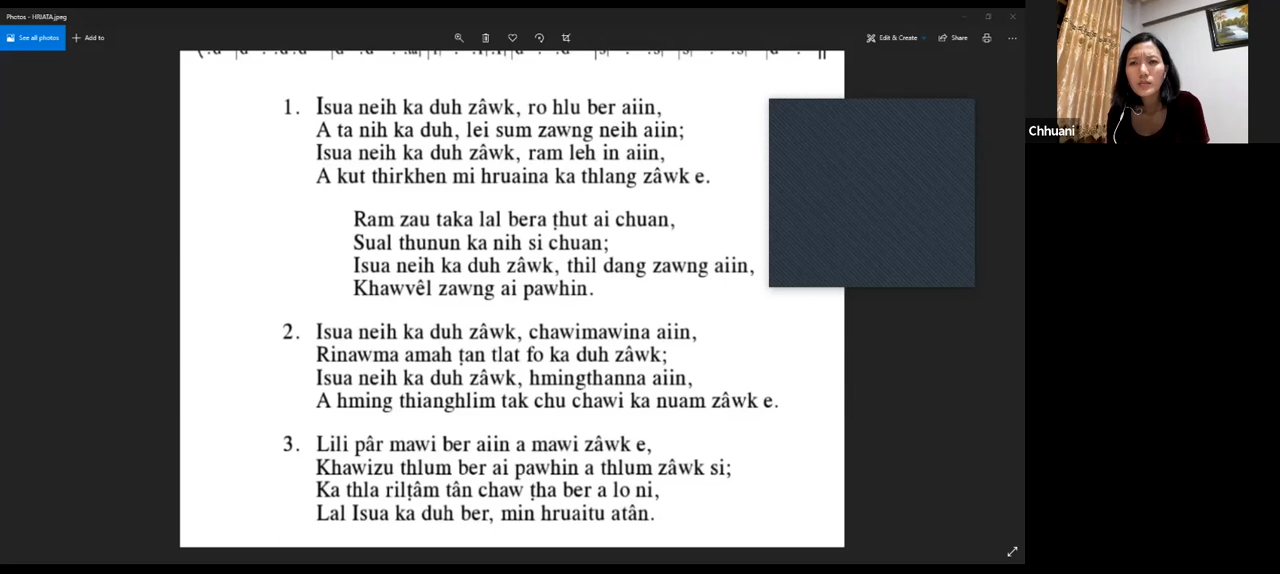 Photos - HRIATA.jpeg
See all photos
Add to
Edit & Create
Share
1. Isua neih ka duh zâwk, ro hlu ber aiin,
A ta nih ka duh, lei sum zawng neih aiin;
Isua neih ka duh zâwk, ram leh in aiin,
A kut thirkhen mi hruaina ka thlang zâwk e.
Ram zau taka lal bera ṭhut ai chuan,
Sual thunun ka nih si chuan;
Isua neih ka duh zâwk, thil dang zawng aiin,
Khawvêl zawng ai pawhin.
2. Isua neih ka duh zâwk, chawimawina aiin,
Rinawma amah ṭan tlat fo ka duh zâwk;
Isua neih ka duh zâwk, hmingthanna aiin,
A hming thianghlim tak chu chawi ka nuam zâwk e.
3. Lili pâr mawi ber aiin a mawi zâwk e,
Khawizu thlum ber ai pawhin a thlum zâwk si;
Ka thla rilṭâm tân chaw ṭha ber a lo ni,
Lal Isua ka duh ber, min hruaitu atân.
Chhuani